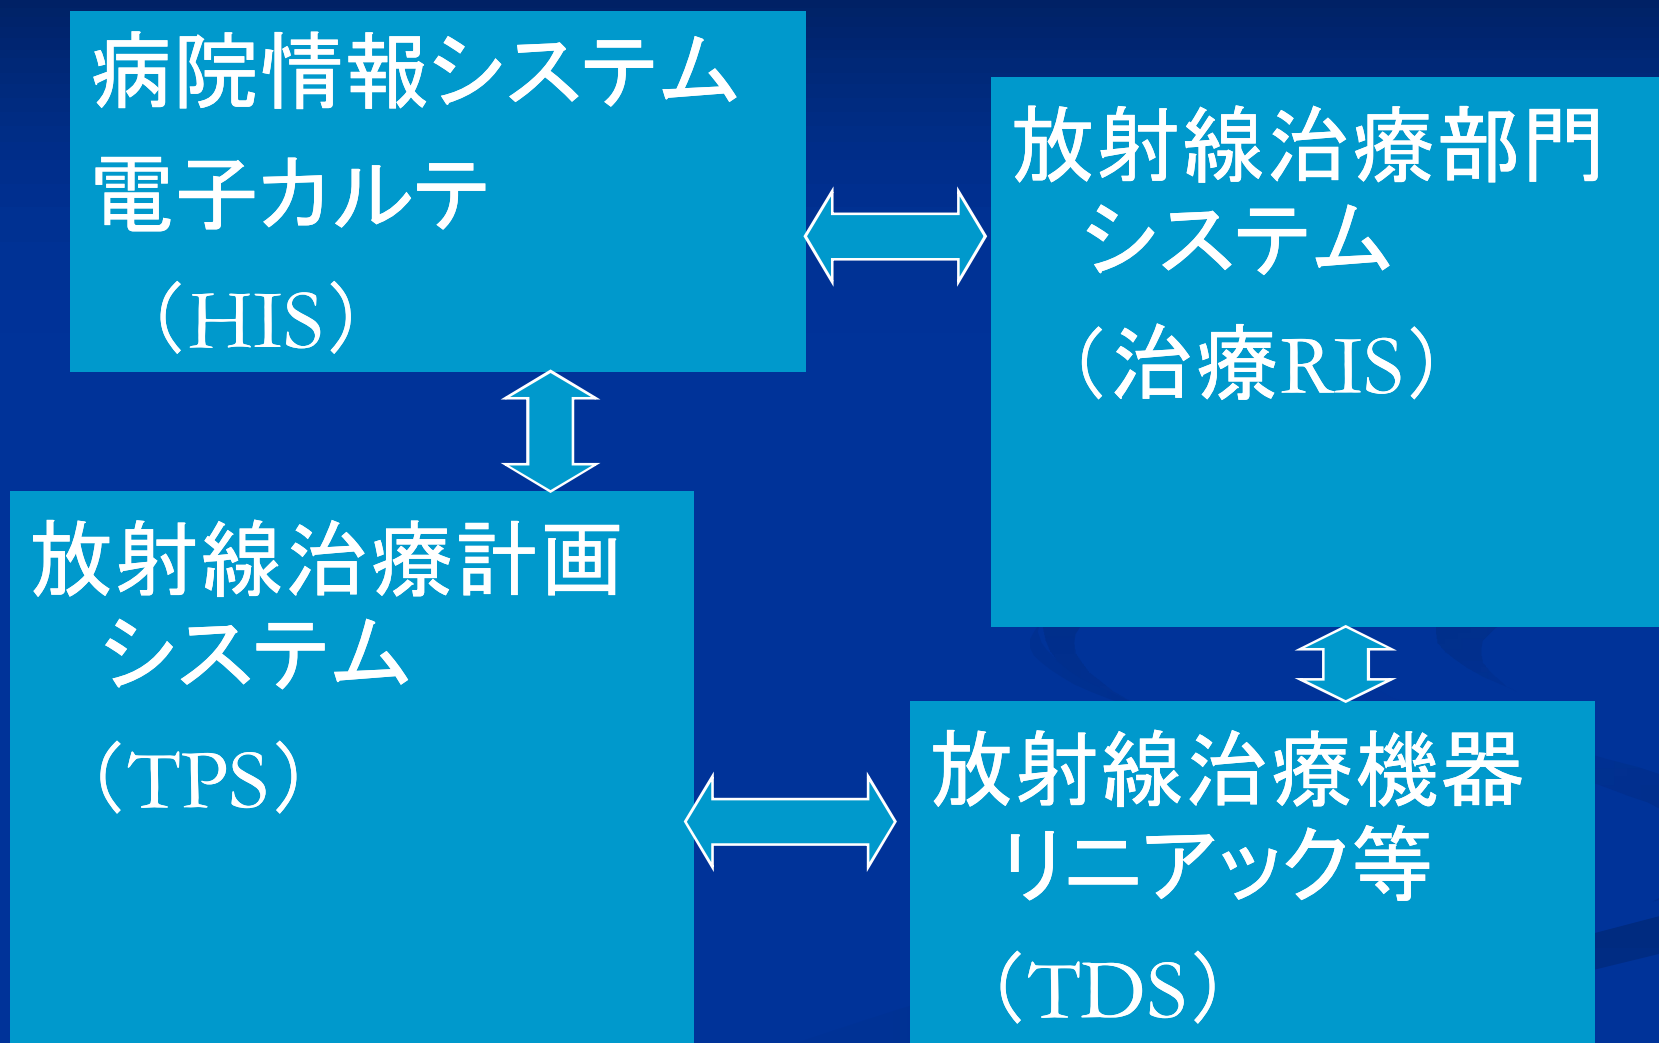 病院情報システム
電子カルテ
（HIS）
放射線治療部門
システム
（治療RIS）
放射線治療計画
システム
（TPS）
放射線治療機器
リニアック等
（TDS）